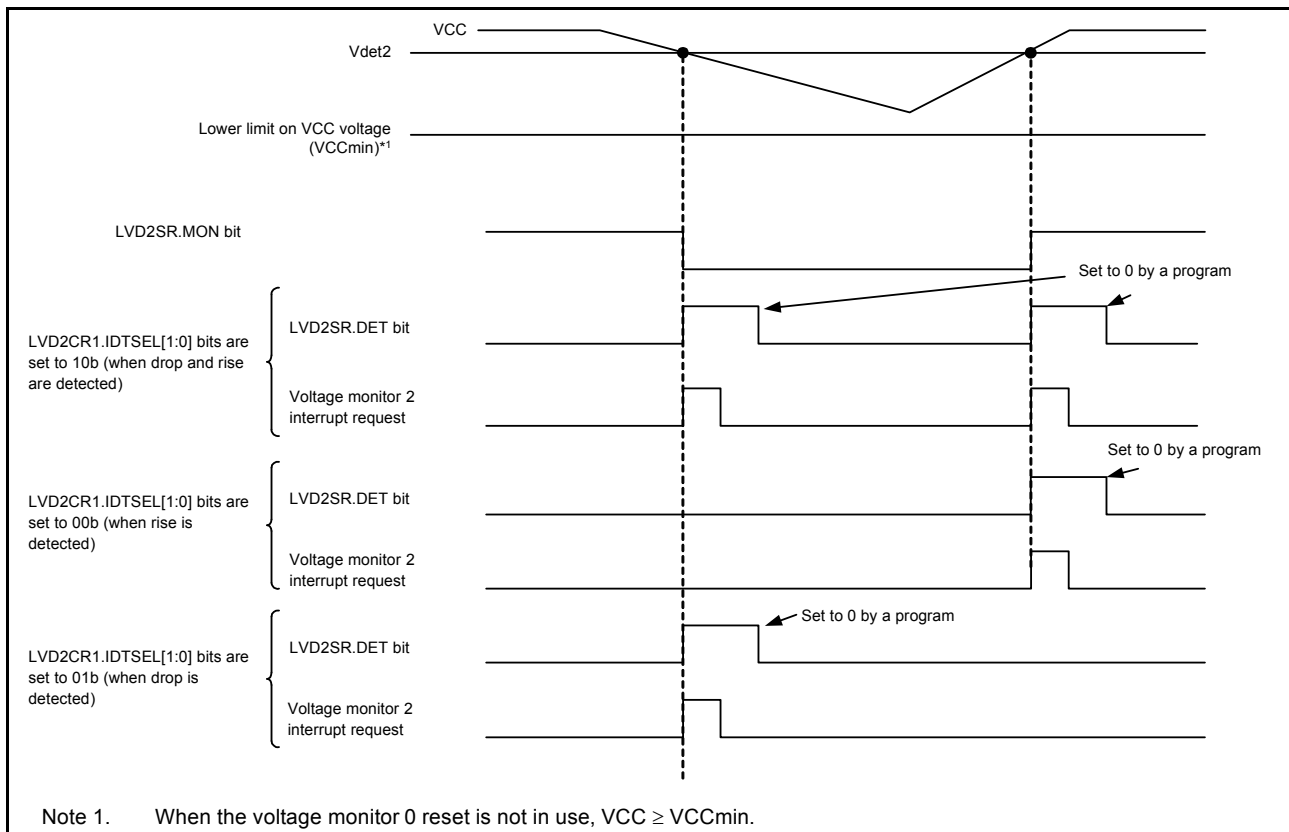 VCC
Vdet2
Lower limit on VCC voltage
(VCCmin)*1
LVD2SR.MON bit
Set to 0 by a program
LVD2CR1.IDTSEL[1:0] bits are
set to 10b (when drop and rise
are detected)
LVD2SR.DET bit
Voltage monitor 2
interrupt request
Set to 0 by a program
LVD2CR1.IDTSEL[1:0] bits are
set to 00b (when rise is
detected)
LVD2SR.DET bit
Voltage monitor 2
interrupt request
Set to 0 by a program
LVD2CR1.IDTSEL[1:0] bits are
set to 01b (when drop is
detected)
LVD2SR.DET bit
Voltage monitor 2
interrupt request
Note 1. When the voltage monitor 0 reset is not in use, VCC ≥ VCCmin.